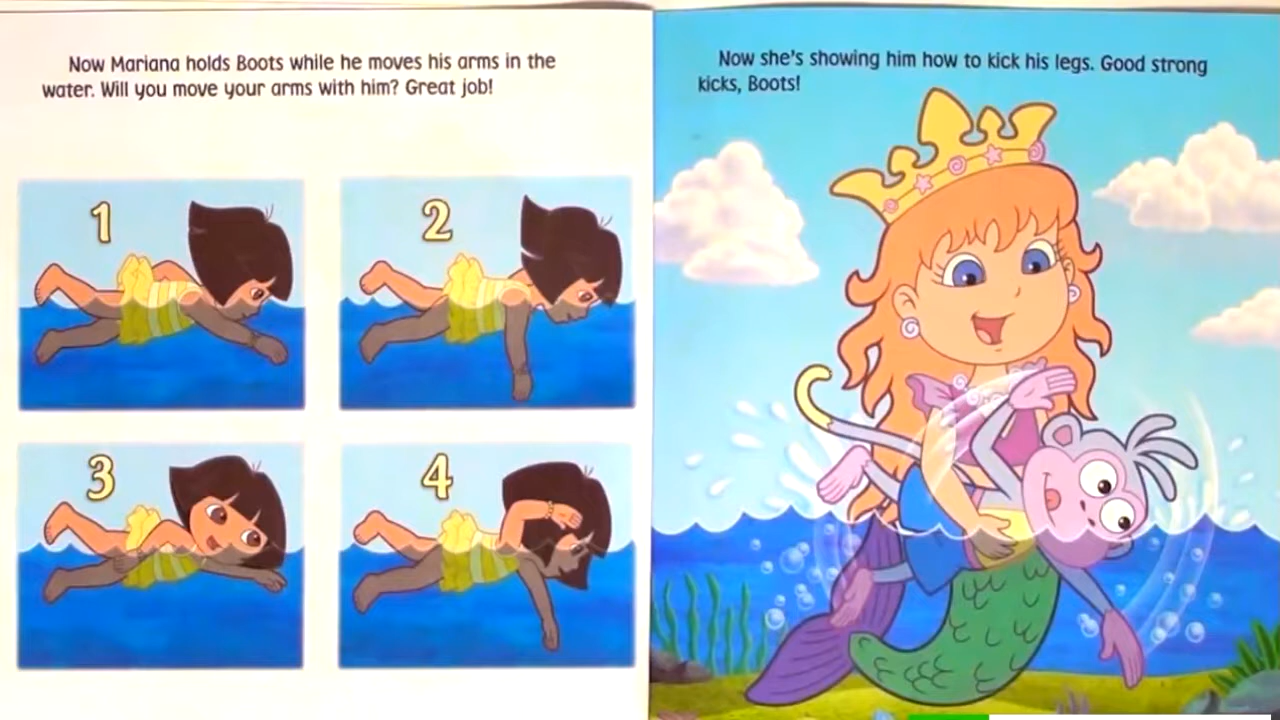 Now Mariana holds Boots while he moves his arms in the
water. Will you move your arms with him? Great job!
1
2
3
4
Now she's showing him how to kick his legs. Good strong
kicks, Boots!